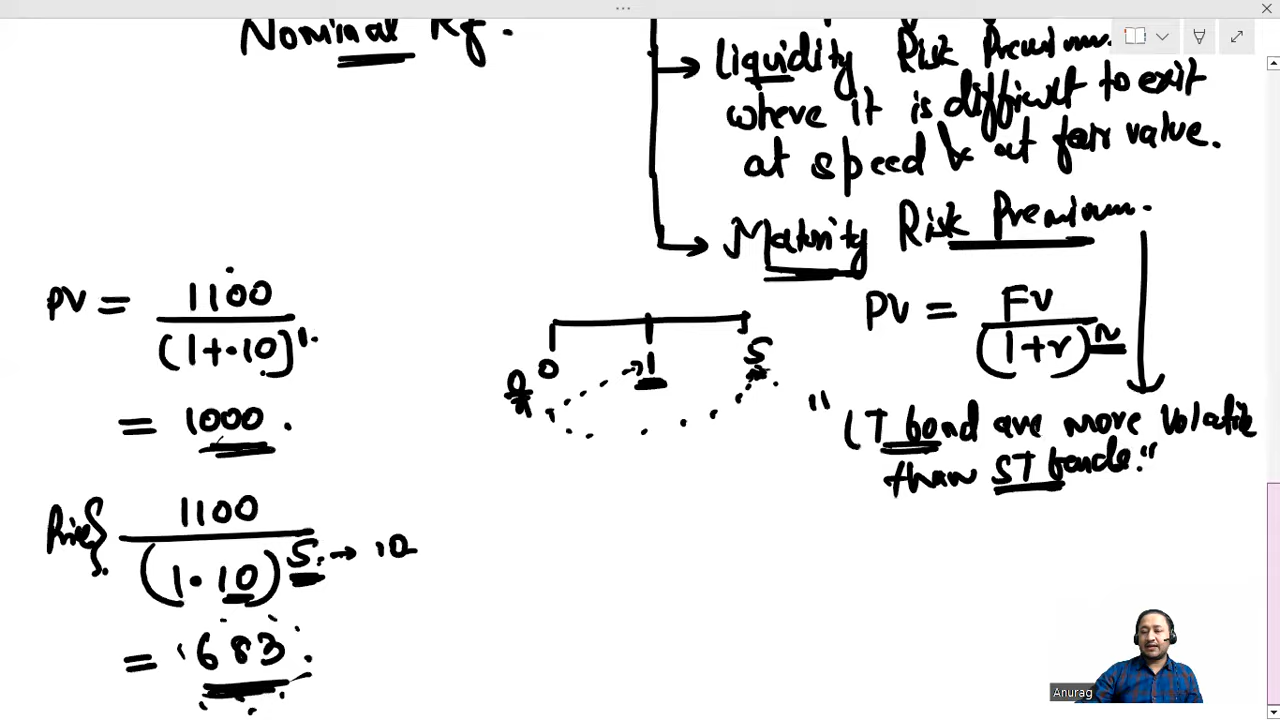 Nominal Rf.
→ liquidity Risk Premium.
where it is difficult to exit
at speed & at fair value.
→ Maturity Risk Premium.
PV = 1100
(1+.10)1.
= 1000.
0 1 5
PV = FV
(1+r)n
"LT bond are more volatile
than ST bonds."
Price} 1100
(1.10)5. → 10
= 683.
Anurag